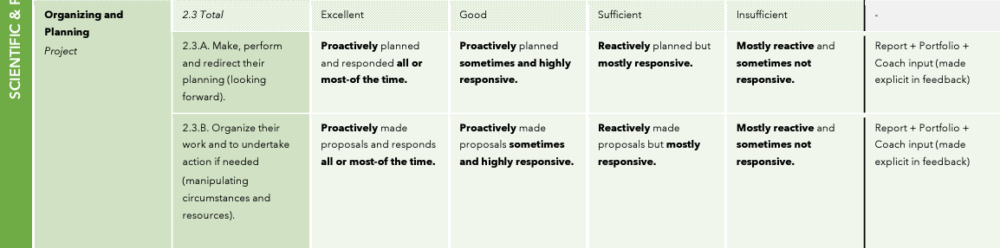 SCIENTIFIC &
Organizing and
Planning
Project
2.3 Total
Excellent
Good
Sufficient
Insufficient
-
2.3.A. Make, perform
and redirect their
planning (looking
forward).
Proactively planned
and responded all or
most-of the time.
Proactively planned
sometimes and highly
responsive.
Reactively planned but
mostly responsive.
Mostly reactive and
sometimes not
responsive.
Report + Portfolio +
Coach input (made
explicit in feedback)
2.3.B. Organize their
work and to undertake
action if needed
(manipulating
circumstances and
resources).
Proactively made
proposals and responds
all or most-of the time.
Proactively made
proposals sometimes
and highly responsive.
Reactively made
proposals but mostly
responsive.
Mostly reactive and
sometimes not
responsive.
Report + Portfolio +
Coach input (made
explicit in feedback)